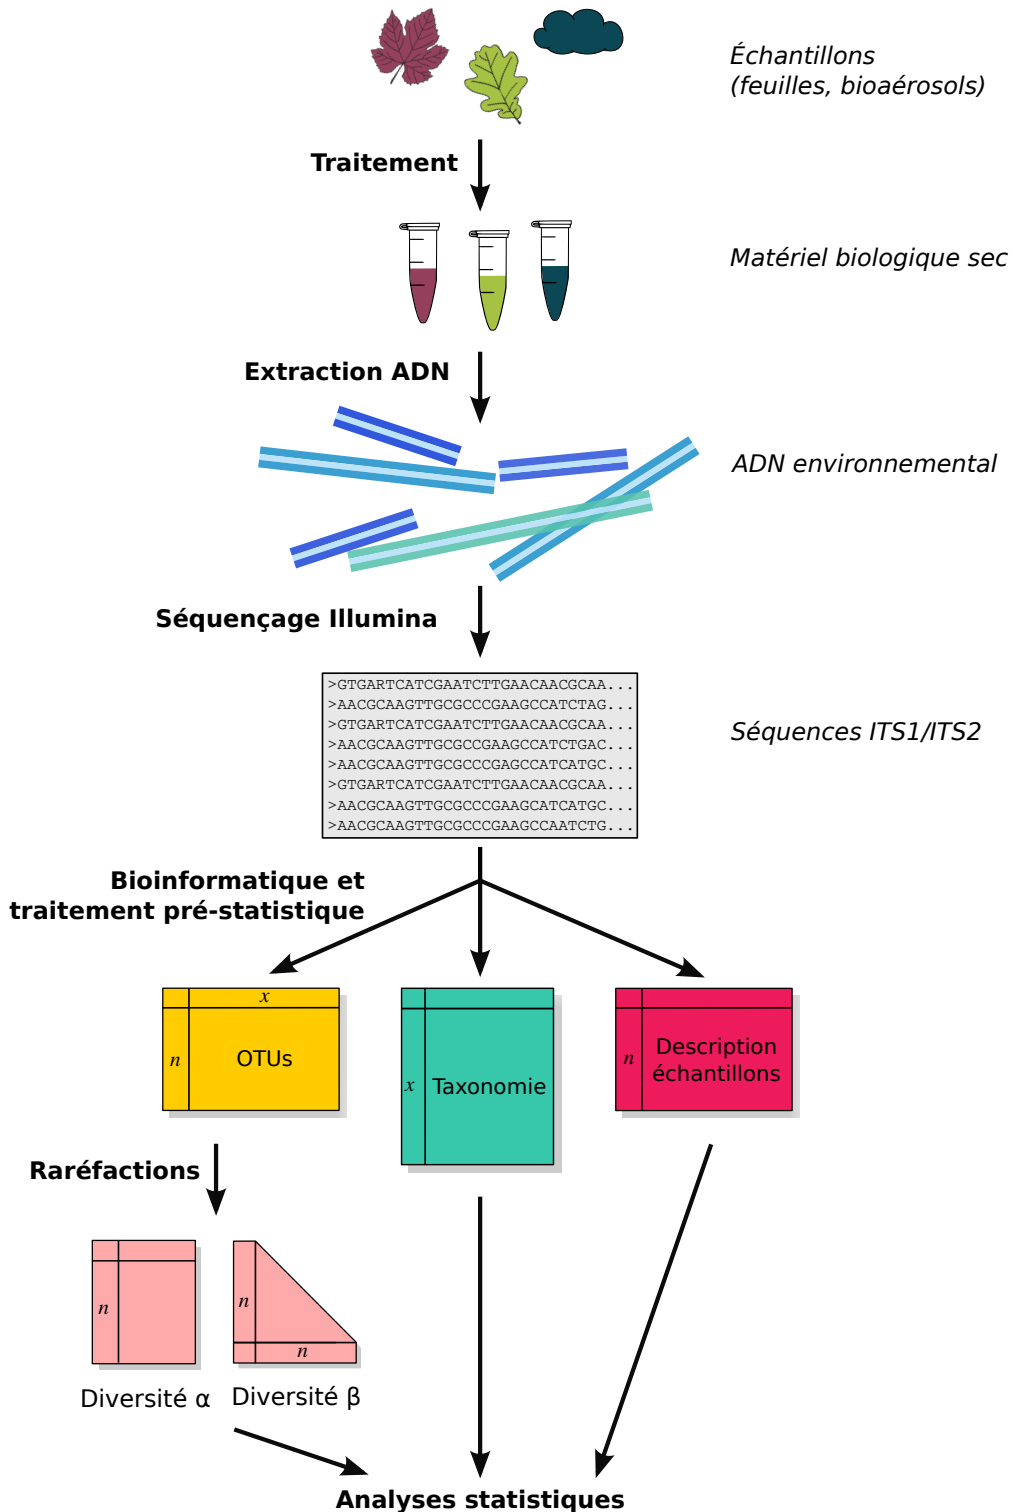 Échantillons
(feuilles, bioaérosols)
Traitement
Matériel biologique sec
Extraction ADN
ADN environnemental
Séquençage Illumina
>GTGARTCATCGAATCTTGAACAACGCAA...
>AACGCAAGTTGCGCCCGAAGCCATCTAG...
>GTGARTCATCGAATCTTGAACAACGCAA...
>AACGCAAGTTGCGCCGAAGCCATCTGAC...
>AACGCAAGTTGCGCCCGAGCCATCATGC...
>GTGARTCATCGAATCTTGAACAACGCAA...
>AACGCAAGTTGCGCCCGAAGCATCATGC...
>AACGCAAGTTGCGCCCGAAGCCAATCTG...
Séquences ITS1/ITS2
Bioinformatique et
traitement pré-statistique
x
n
OTUs
x
Taxonomie
n
Description
échantillons
Raréfactions
n
n
n
Diversité α
Diversité β
Analyses statistiques